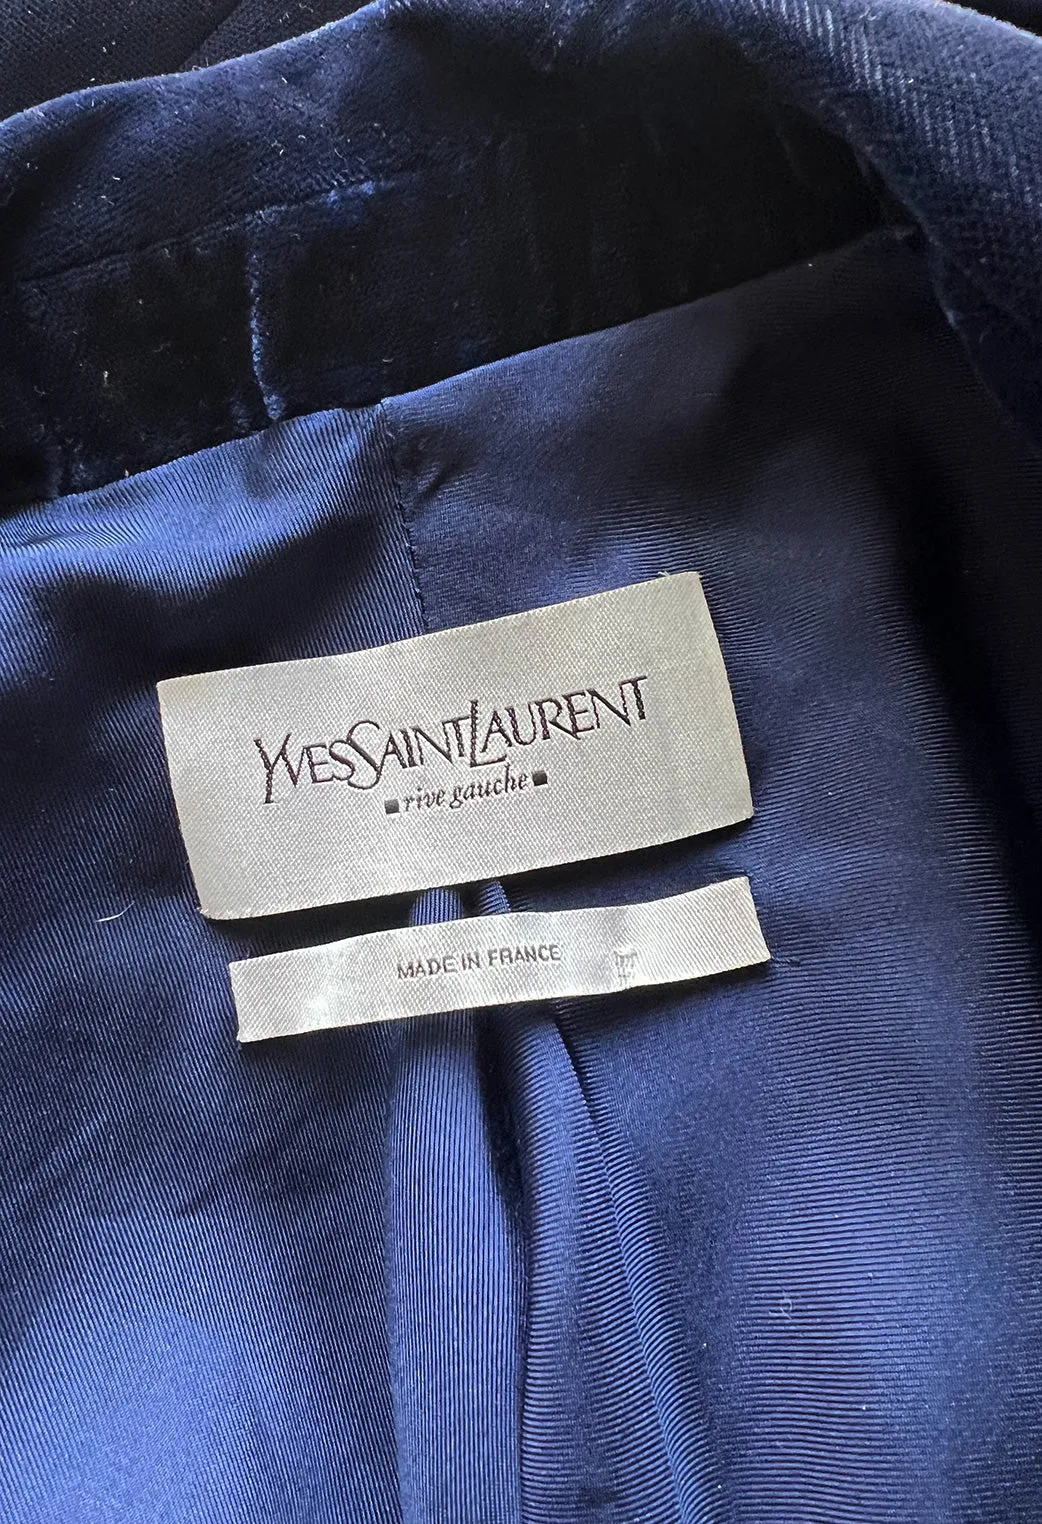 YVESSAINTLAURENT
rive gauche
MADE IN FRANCE